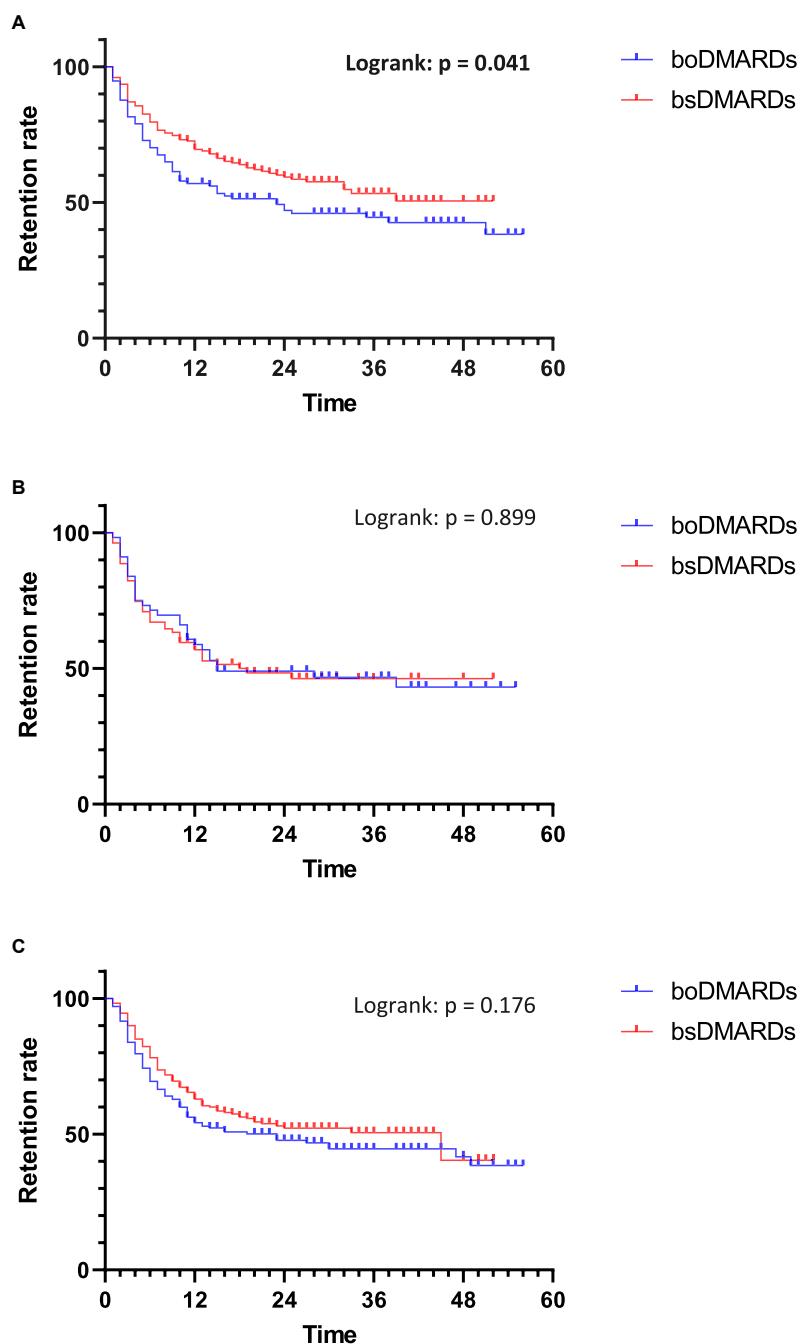 A
Logrank: p = 0.041
boDMARDs
bsDMARDs
100
50
0
Retention rate
0 12 24 36 48 60
Time
B
Logrank: p = 0.899
boDMARDs
bsDMARDs
100
50
0
Retention rate
0 12 24 36 48 60
Time
C
Logrank: p = 0.176
boDMARDs
bsDMARDs
100
50
0
Retention rate
0 12 24 36 48 60
Time